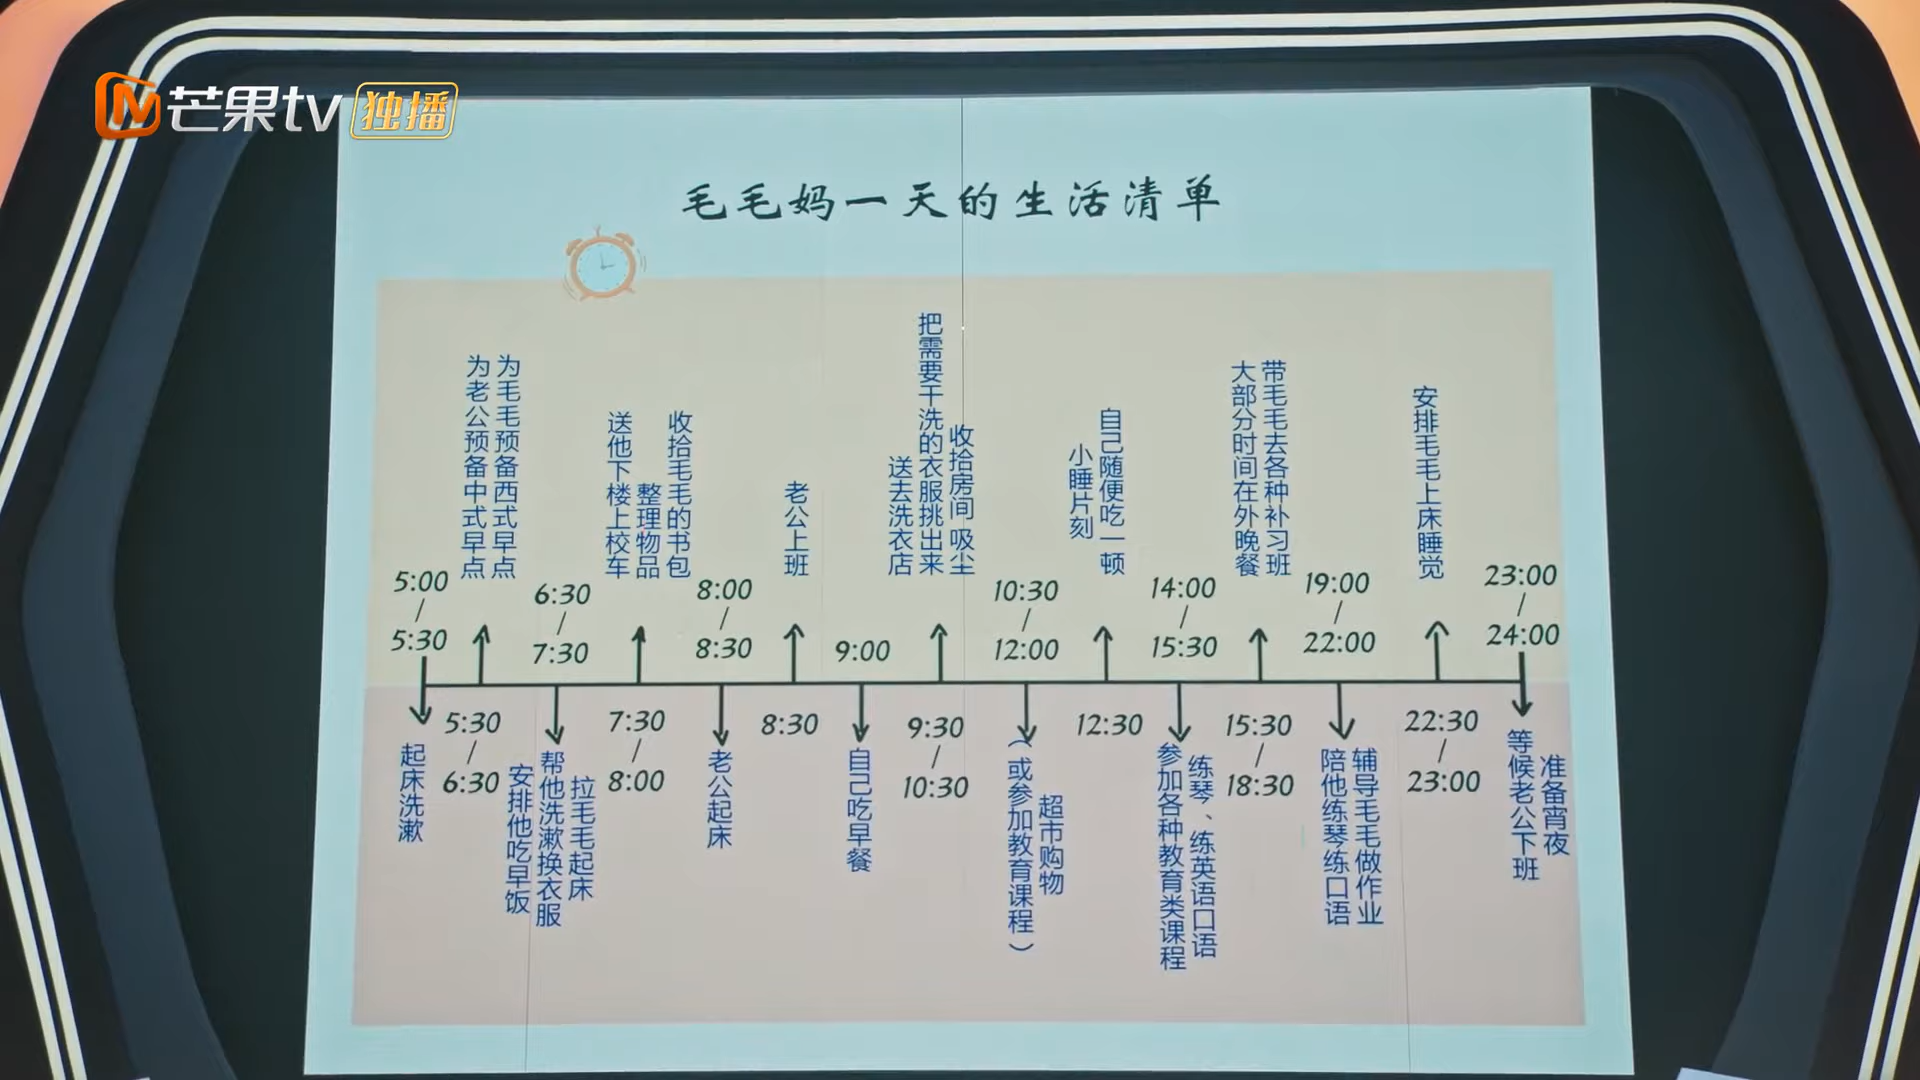 芒果tv 独播
毛毛妈一天的生活清单
5:00
/
5:30
起床洗漱
5:30
/
6:30
为毛毛预备西式早点
为老公预备中式早点
6:30
/
7:30
拉毛毛起床
帮他洗漱换衣服
安排他吃早饭
7:30
/
8:00
收拾毛毛的书包
整理物品
送他下楼上校车
8:00
/
8:30
老公起床
8:30
老公上班
9:00
自己吃早餐
9:30
/
10:30
收拾房间 吸尘
把需要干洗的衣服挑出来
送去洗衣店
10:30
/
12:00
超市购物
(或参加教育课程)
12:30
自己随便吃一顿
小睡片刻
14:00
/
15:30
练琴、练英语口语
参加各种教育类课程
15:30
/
18:30
带毛毛去各种补习班
大部分时间在外晚餐
19:00
/
22:00
辅导毛毛做作业
陪他练琴练口语
22:30
/
23:00
安排毛毛上床睡觉
23:00
/
24:00
准备宵夜
等候老公下班